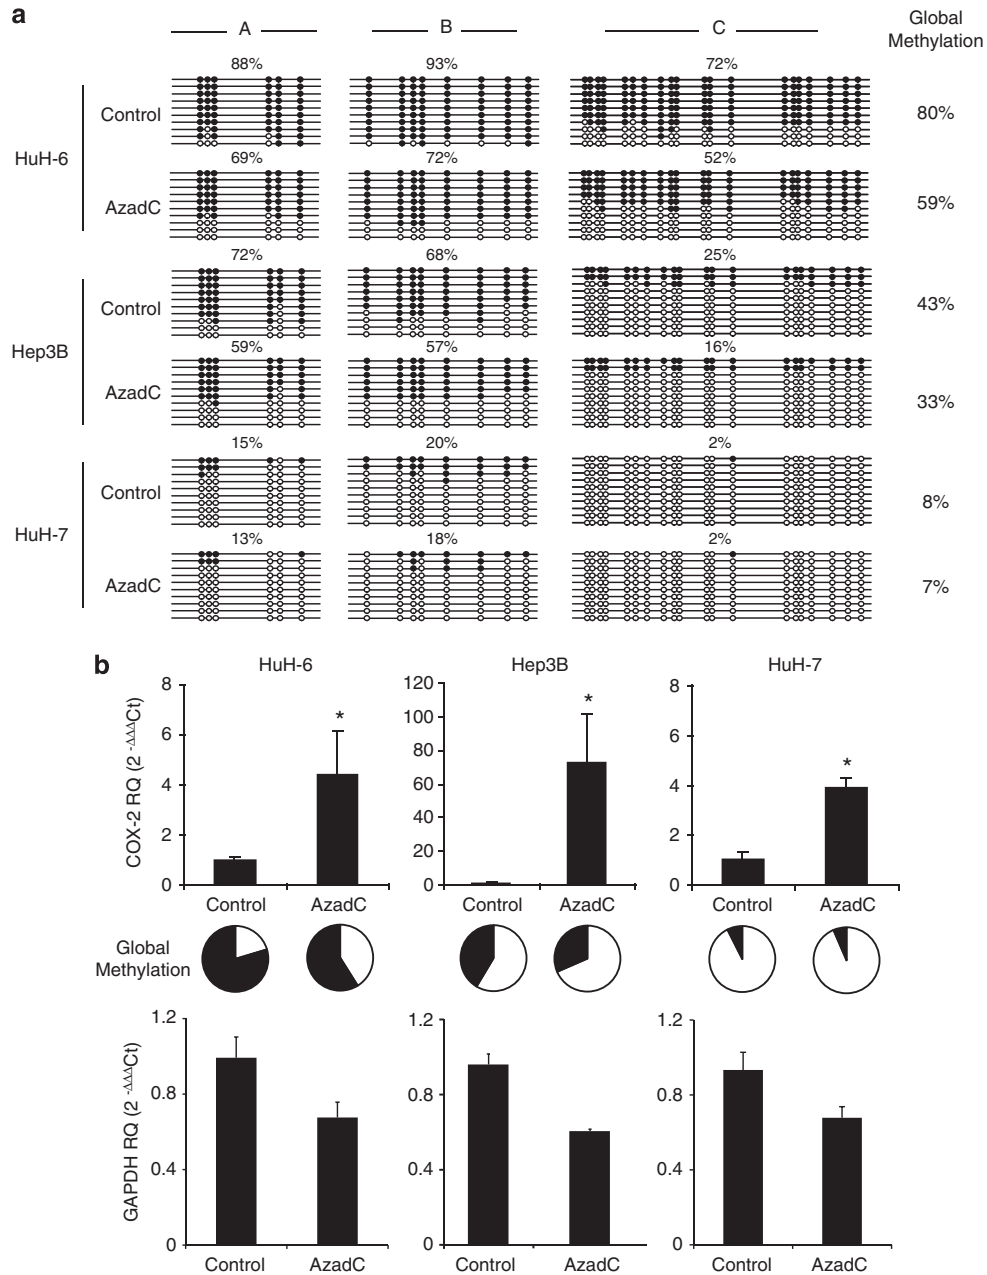 a
A B C Global
Methylation
88% 93% 72%
Control 80%
HuH-6
69% 72% 52%
AzadC 59%
72% 68% 25%
Control 43%
Hep3B
59% 57% 16%
AzadC 33%
15% 20% 2%
Control 8%
HuH-7
13% 18% 2%
AzadC 7%
b
HuH-6 Hep3B HuH-7
COX-2 RQ (2 -ΔΔΔCt)
8 120 8
100
6 6
80
4 60 4
40
2 2
20
0 0 0
* * *
Control AzadC Control AzadC Control AzadC
Global
Methylation
GAPDH RQ (2 -ΔΔΔCt)
1.2 1.2 1.2
0.8 0.8 0.8
0.4 0.4 0.4
0 0 0
Control AzadC Control AzadC Control AzadC